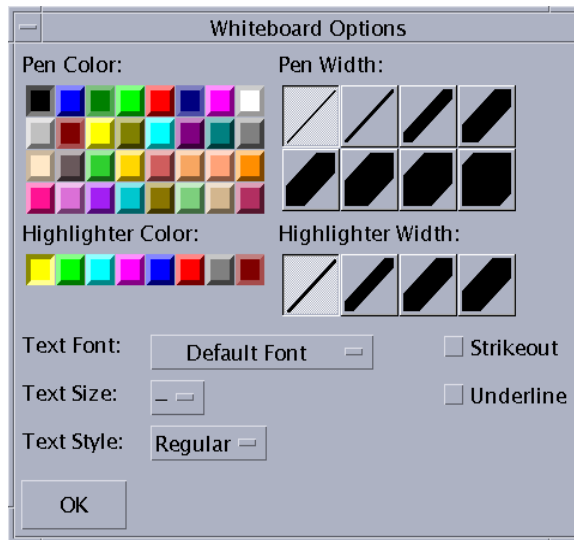 Whiteboard Options
Pen Color:
Pen Width:
Highlighter Color:
Highlighter Width:
Text Font:
Default Font
Strikeout
Text Size:
–
Underline
Text Style:
Regular
OK